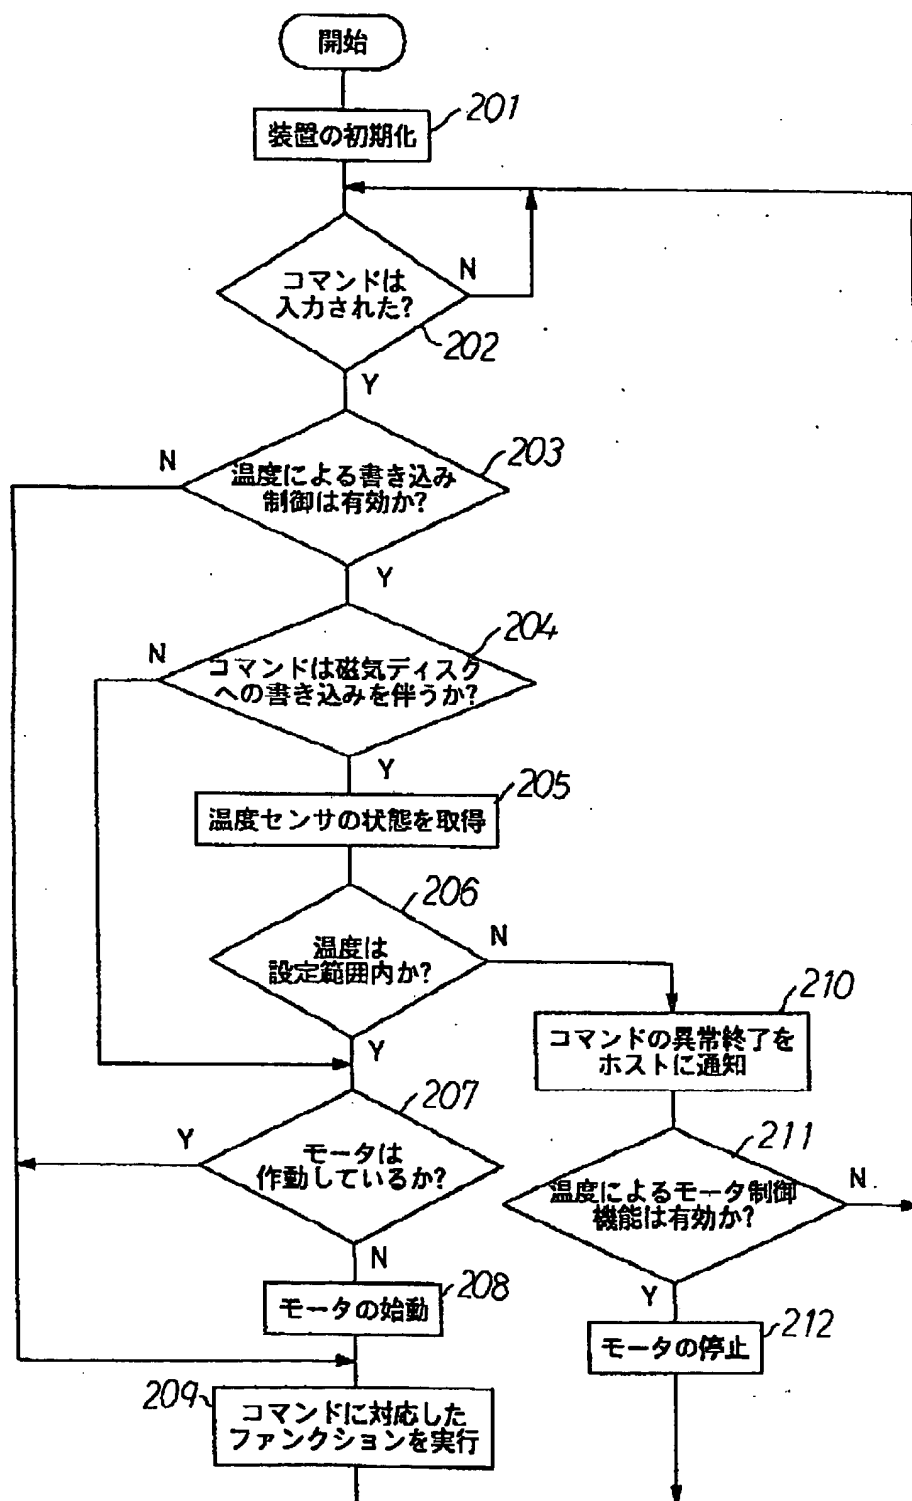 開始
201
装置の初期化
N
コマンドは
入力された?
202
Y
203
N
温度による書き込み
制御は有効か?
Y
204
N
コマンドは磁気ディスク
への書き込みを伴うか?
Y
205
温度センサの状態を取得
206
N
温度は
設定範囲内か?
Y
210
コマンドの異常終了を
ホストに通知
207
Y
モータは
作動しているか?
N
211
N
温度によるモータ制御
機能は有効か?
Y
208
モータの始動
212
モータの停止
209
コマンドに対応した
ファンクションを実行